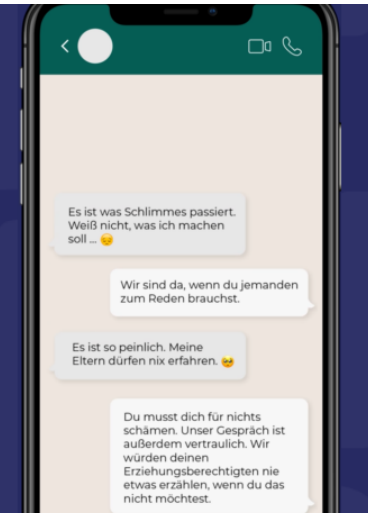 Es ist was Schlimmes passiert.
Weiß nicht, was ich machen
soll ... 😔
Wir sind da, wenn du jemanden
zum Reden brauchst.
Es ist so peinlich. Meine
Eltern dürfen nix erfahren. 🥺
Du musst dich für nichts
schämen. Unser Gespräch ist
außerdem vertraulich. Wir
würden deinen
Erziehungsberechtigten nie
etwas erzählen, wenn du das
nicht möchtest.